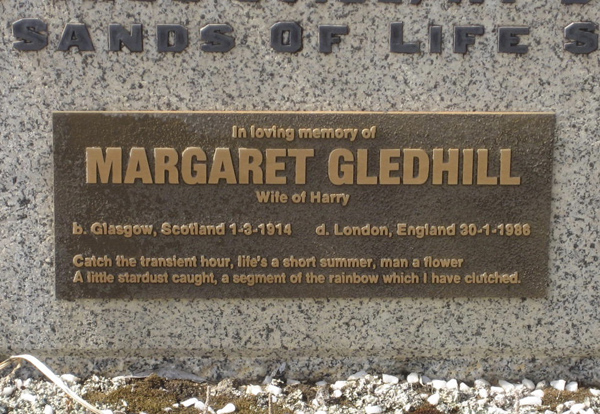 SANDS OF LIFE S
In loving memory of
MARGARET GLEDHILL
Wife of Harry
b. Glasgow, Scotland 1-3-1914 d. London, England 30-1-1986
Catch the transient hour, life's a short summer, man a flower
A little stardust caught, a segment of the rainbow which I have clutched.